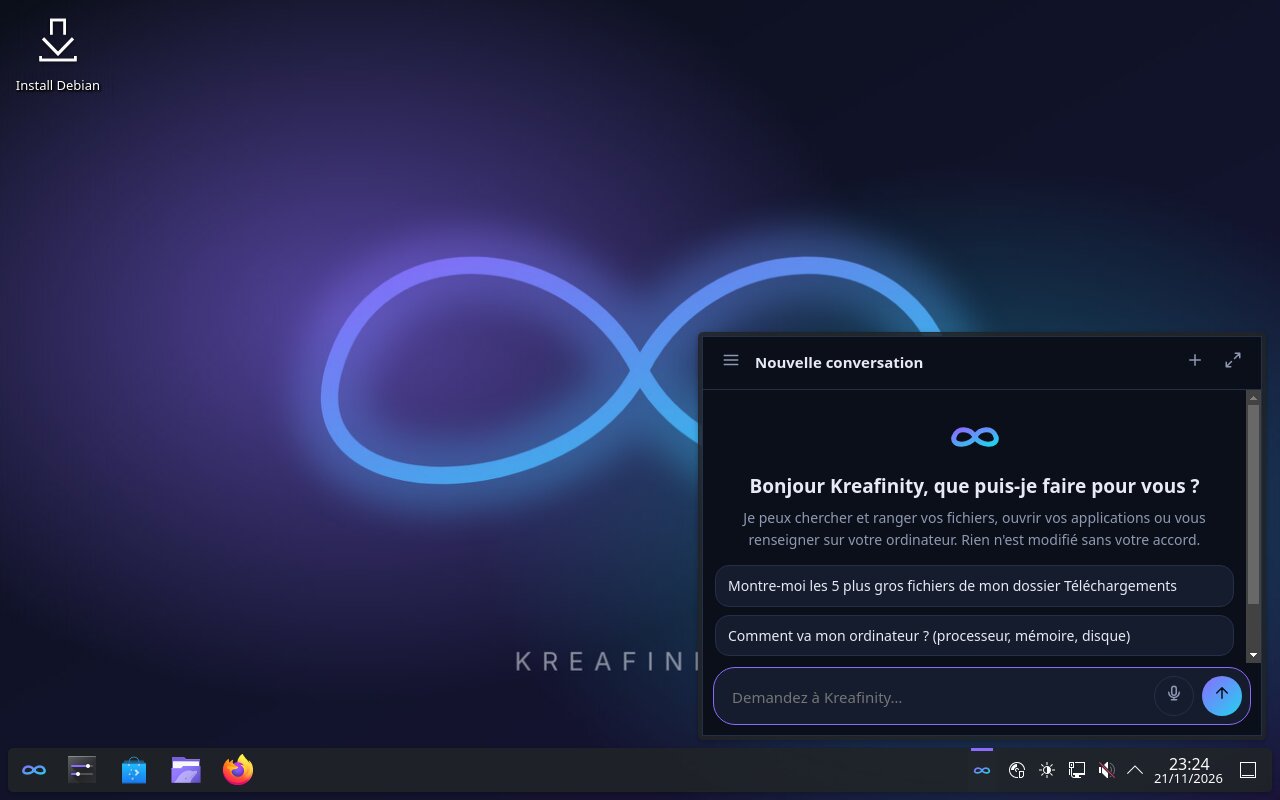 Install Debian
Nouvelle conversation
Bonjour Kreafinity, que puis-je faire pour vous ?
Je peux chercher et ranger vos fichiers, ouvrir vos applications ou vous
renseigner sur votre ordinateur. Rien n'est modifié sans votre accord.
Montre-moi les 5 plus gros fichiers de mon dossier Téléchargements
Comment va mon ordinateur ? (processeur, mémoire, disque)
KREAFINI
Demandez à Kreafinity...
23:24
21/11/2026